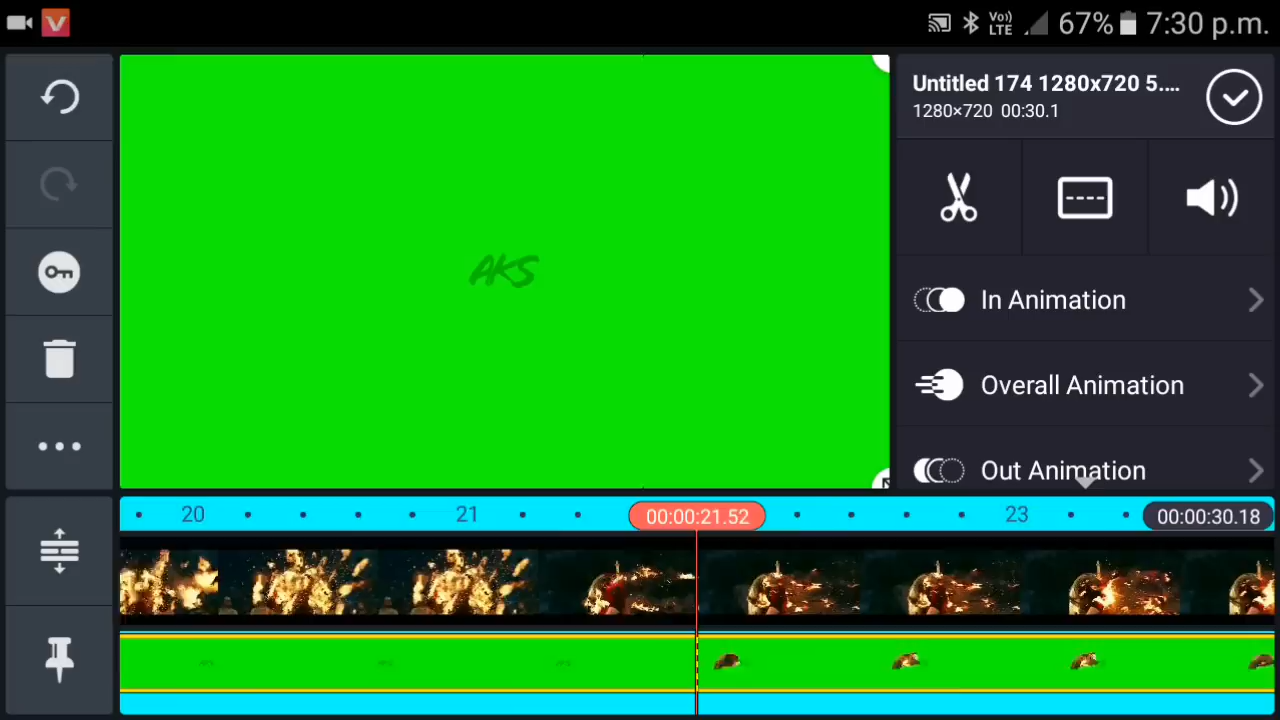 Vo))
LTE
67%
7:30 p.m.
Untitled 174 1280x720 5....
1280×720 00:30.1
AKS
In Animation
Overall Animation
Out Animation
20
21
00:00:21.52
23
00:00:30.18